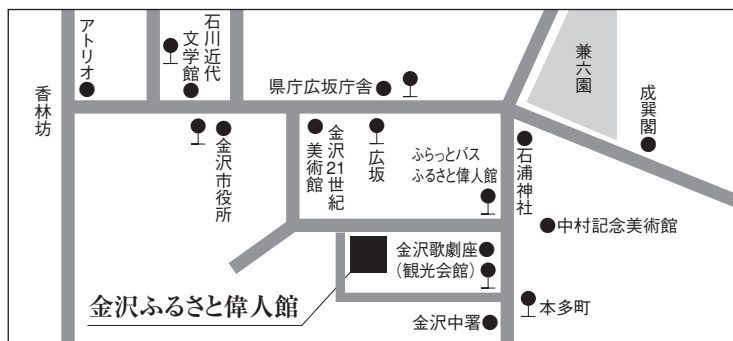 香林坊
アトリオ
石川近代
文学館
県庁広坂庁舎
兼六園
成巽閣
金沢市役所
金沢21世紀
美術館
広坂
ふらっとバス
ふるさと偉人館
石浦神社
中村記念美術館
金沢歌劇座
(観光会館)
金沢ふるさと偉人館
本多町
金沢中署